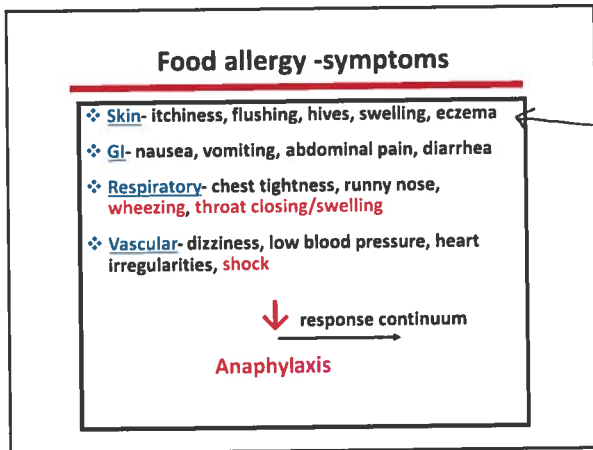 Food allergy -symptoms
❖ Skin- itchiness, flushing, hives, swelling, eczema
❖ GI- nausea, vomiting, abdominal pain, diarrhea
❖ Respiratory- chest tightness, runny nose,
wheezing, throat closing/swelling
❖ Vascular- dizziness, low blood pressure, heart
irregularities, shock
response continuum
Anaphylaxis